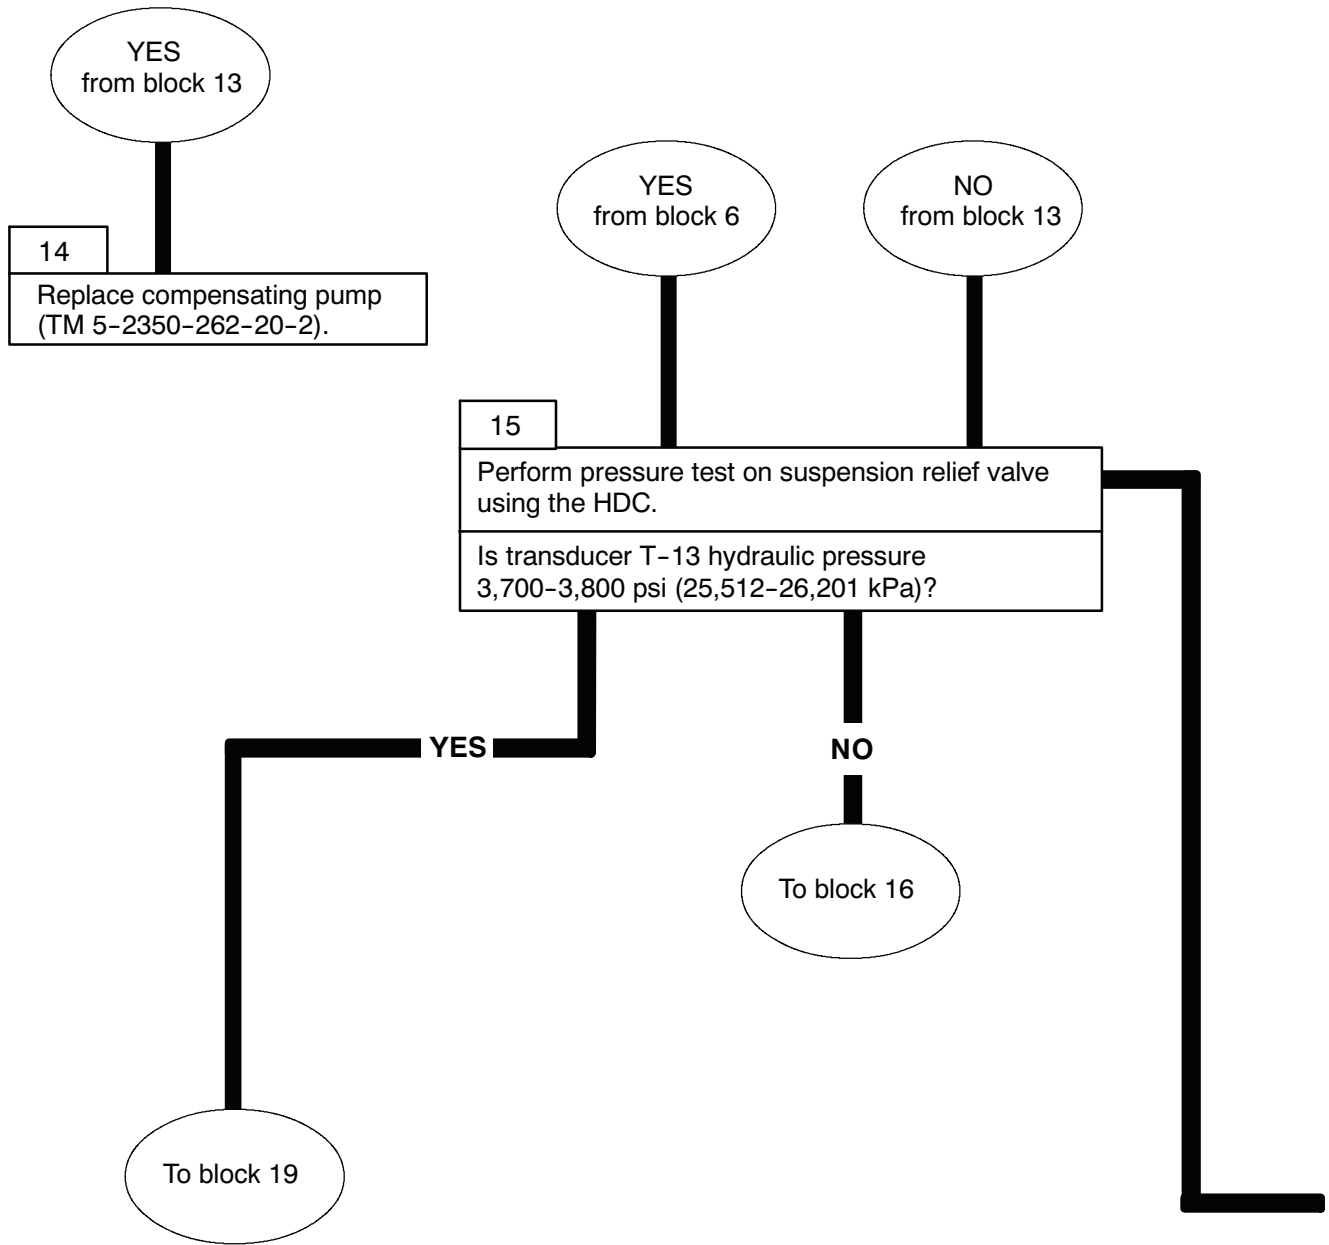 YES
from block 13
14
Replace compensating pump
(TM 5-2350-262-20-2).
YES
from block 6
NO
from block 13
15
Perform pressure test on suspension relief valve
using the HDC.
Is transducer T-13 hydraulic pressure
3,700-3,800 psi (25,512-26,201 kPa)?
YES
NO
To block 16
To block 19